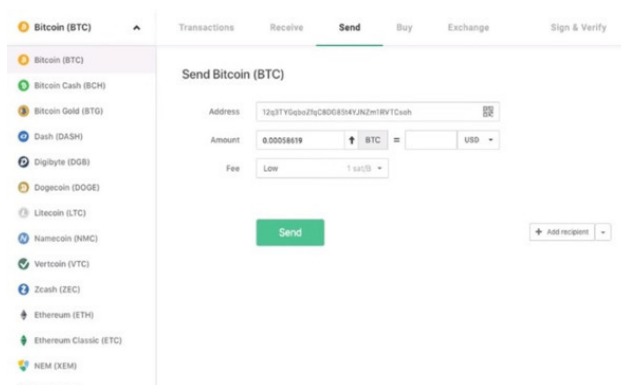 Bitcoin (BTC)
Transactions Receive Send Buy Exchange Sign & Verify
Bitcoin (BTC)
Bitcoin Cash (BCH)
Bitcoin Gold (BTG)
Dash (DASH)
Digibyte (DGB)
Dogecoin (DOGE)
Litecoin (LTC)
Namecoin (NMC)
Vertcoin (VTC)
Zcash (ZEC)
Ethereum (ETH)
Ethereum Classic (ETC)
NEM (XEM)
Send Bitcoin (BTC)
Address
Amount 0.00058619 BTC = USD
Fee Low 1 sat/B
Send
+ Add recipient